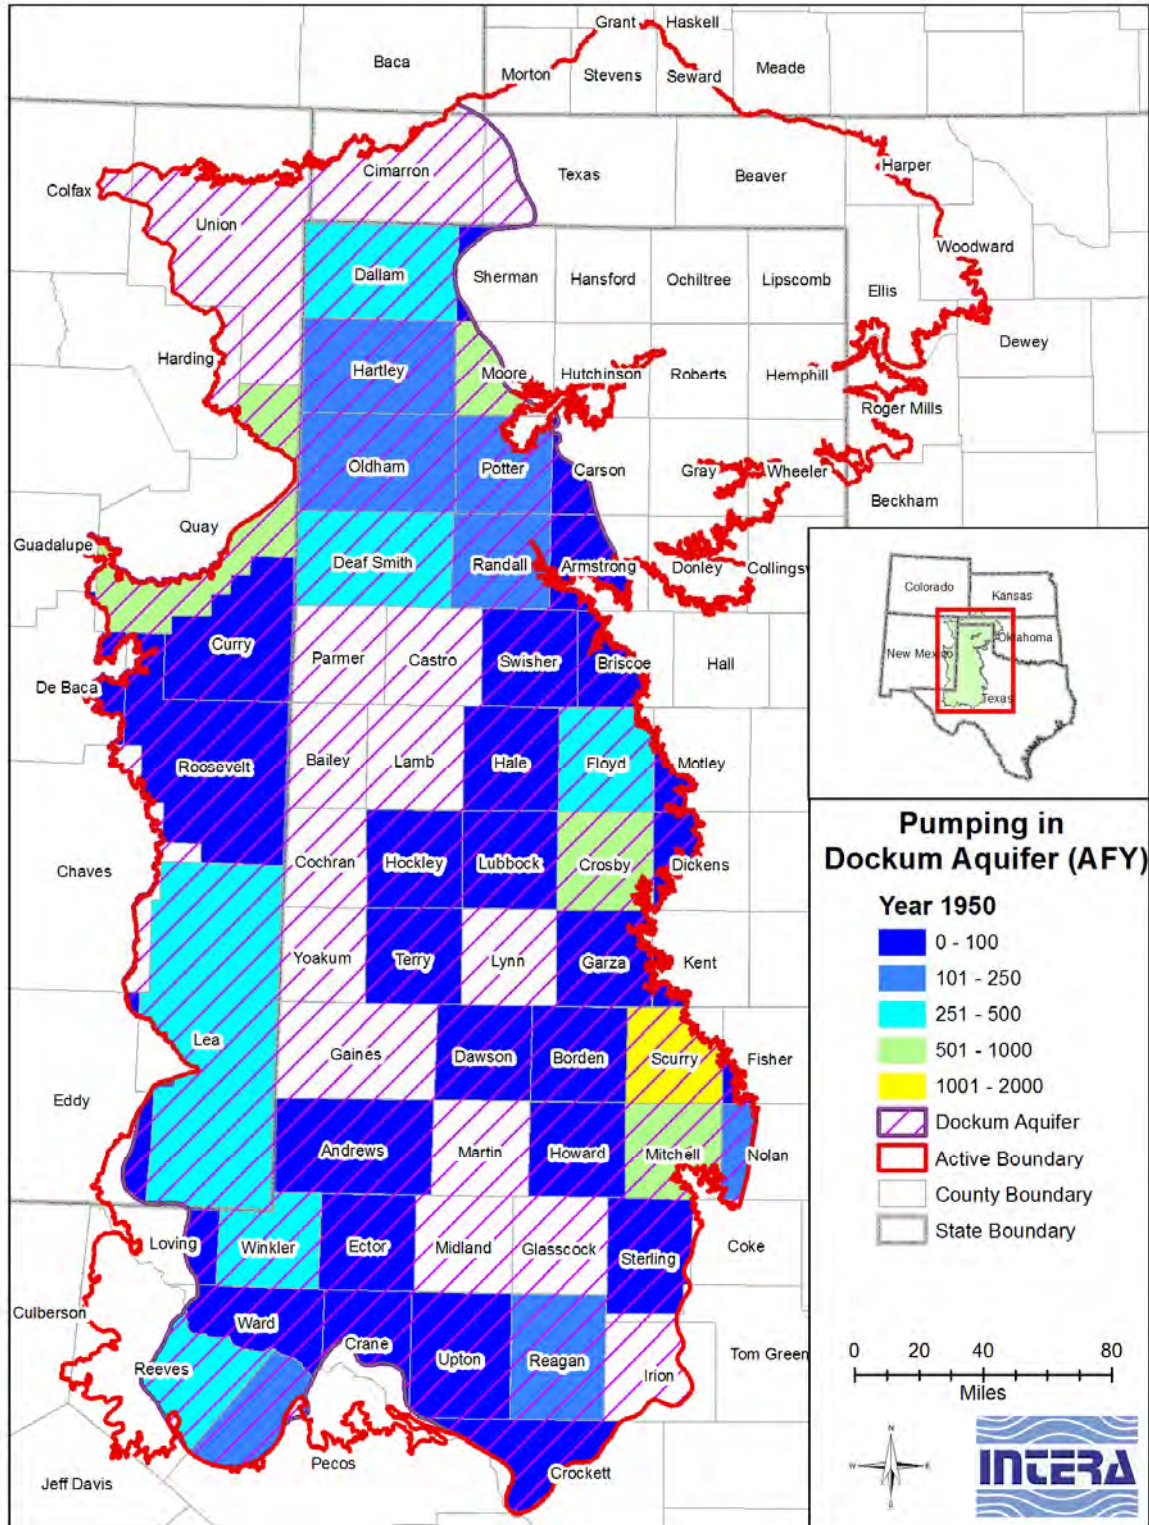 Grant
Haskell
Baca
Morton
Stevens
Seward
Meade
Colfax
Cimarron
Texas
Beaver
Harper
Union
Woodward
Dallam
Sherman
Hansford
Ochiltree
Lipscomb
Ellis
Harding
Hartley
Moore
Hutchinson
Roberts
Hemphill
Dewey
Roger Mills
Oldham
Potter
Carson
Gray
Wheeler
Beckham
Guadalupe
Quay
Deaf Smith
Randall
Armstrong
Donley
Collingsv
Curry
Parmer
Castro
Swisher
Briscoe
Hall
De Baca
Roosevelt
Bailey
Lamb
Hale
Floyd
Motley
Chaves
Cochran
Hockley
Lubbock
Crosby
Dickens
Yoakum
Terry
Lynn
Garza
Kent
Lea
Gaines
Dawson
Borden
Scurry
Fisher
Eddy
Andrews
Martin
Howard
Mitchell
Nolan
Loving
Winkler
Ector
Midland
Glasscock
Sterling
Coke
Culberson
Ward
Crane
Reeves
Upton
Reagan
Irion
Tom Green
Jeff Davis
Pecos
Crockett
Colorado
Kansas
New Mexico
Oklahoma
Texas
Pumping in
Dockum Aquifer (AFY)
Year 1950
0 - 100
101 - 250
251 - 500
501 - 1000
1001 - 2000
Dockum Aquifer
Active Boundary
County Boundary
State Boundary
0 20 40 80
Miles
N
W E
S
INTERA